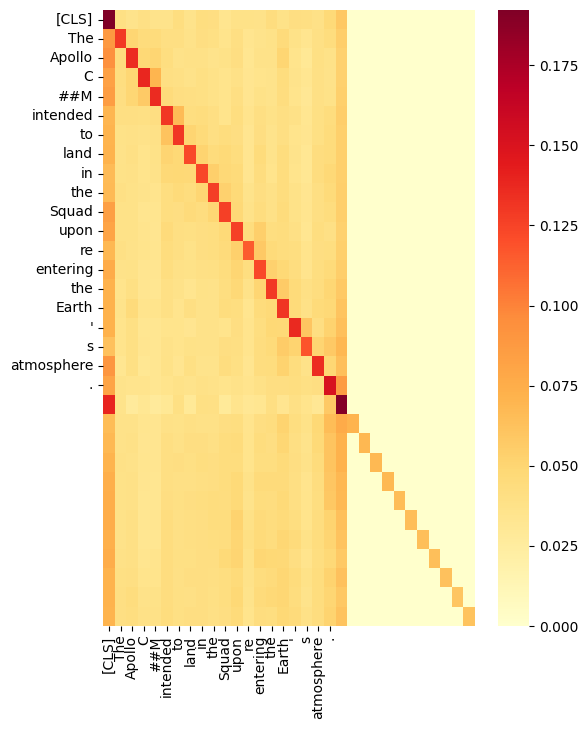 [CLS]
The
Apollo
C
##M
intended
to
land
in
the
Squad
upon
re
entering
the
Earth
'
s
atmosphere
.
0.175
0.150
0.125
0.100
0.075
0.050
0.025
0.000
[CLS]
The
Apollo
C
##M
intended
to
land
in
the
Squad
upon
re
entering
the
Earth
'
s
atmosphere
.